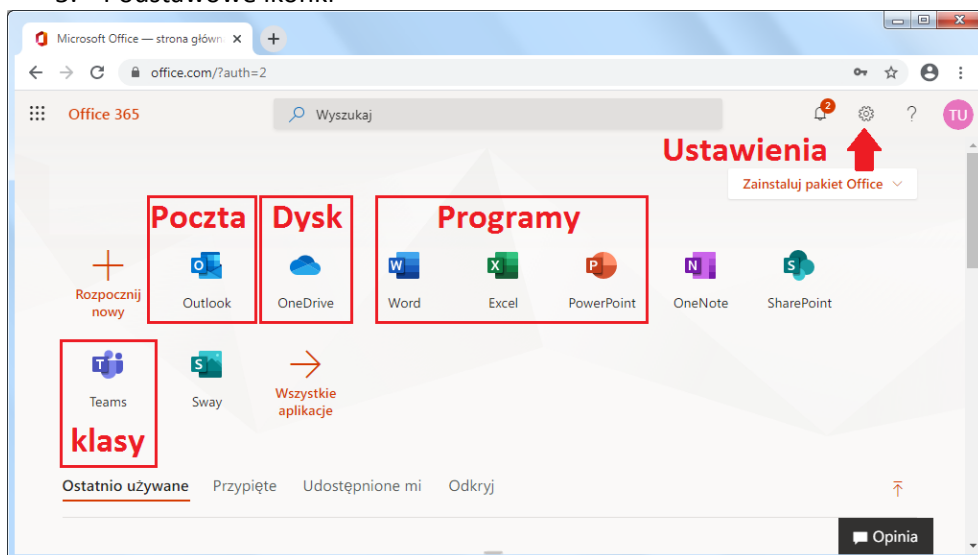 Podstawowe ikonki
Microsoft Office — strona główn
office.com/?auth=2
Office 365
Wyszukaj
2
?
TU
Ustawienia
Zainstaluj pakiet Office
Poczta
Dysk
Programy
Rozpocznij
nowy
Outlook
OneDrive
Word
Excel
PowerPoint
OneNote
SharePoint
Teams
Sway
Wszystkie
aplikacje
klasy
Ostatnio używane
Przypięte
Udostępnione mi
Odkryj
Opinia